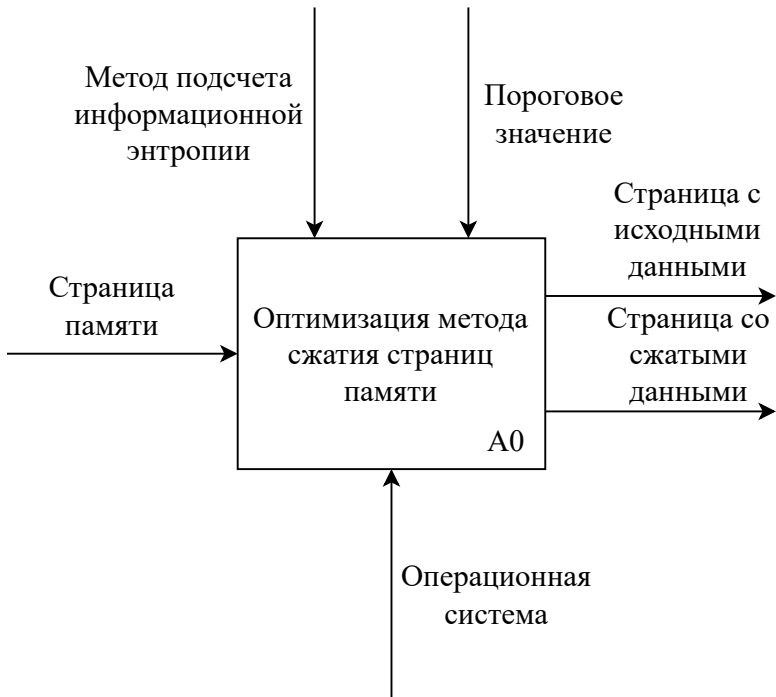 Метод подсчета
информационной
энтропии
Пороговое
значение
Страница с
исходными
данными
Страница
памяти
Оптимизация метода
сжатия страниц
памяти
А0
Страница со
сжатыми
данными
Операционная
система